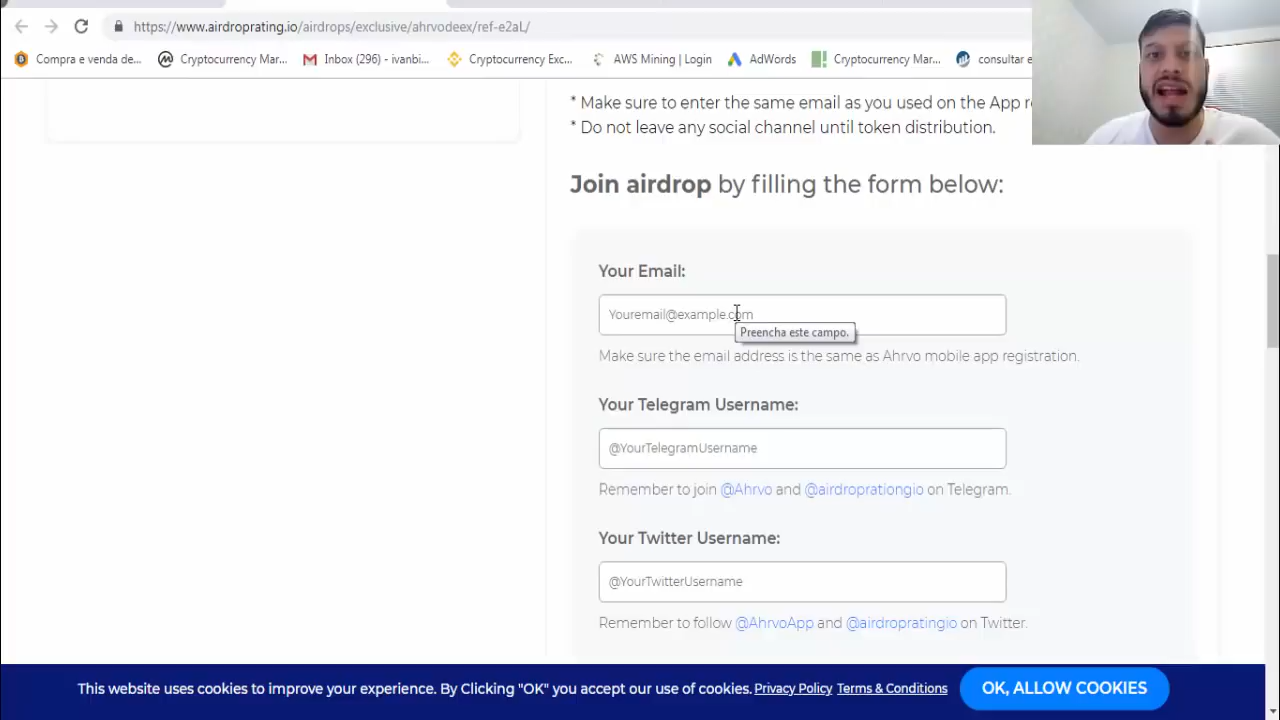 https://www.airdroprating.io/airdrops/exclusive/ahrvodeex/ref-e2aL/
Compra e venda de... Cryptocurrency Mar... Inbox (296) - ivanbi... Cryptocurrency Exc... AWS Mining | Login AdWords Cryptocurrency Mar... consultar e
* Make sure to enter the same email as you used on the App re
* Do not leave any social channel until token distribution.
Join airdrop by filling the form below:
Your Email:
Youremail@example.com
Preencha este campo.
Make sure the email address is the same as Ahrvo mobile app registration.
Your Telegram Username:
@YourTelegramUsername
Remember to join @Ahrvo and @airdroprationgio on Telegram.
Your Twitter Username:
@YourTwitterUsername
Remember to follow @AhrvoApp and @airdropratingio on Twitter.
This website uses cookies to improve your experience. By Clicking "OK" you accept our use of cookies. Privacy Policy Terms & Conditions OK, ALLOW COOKIES